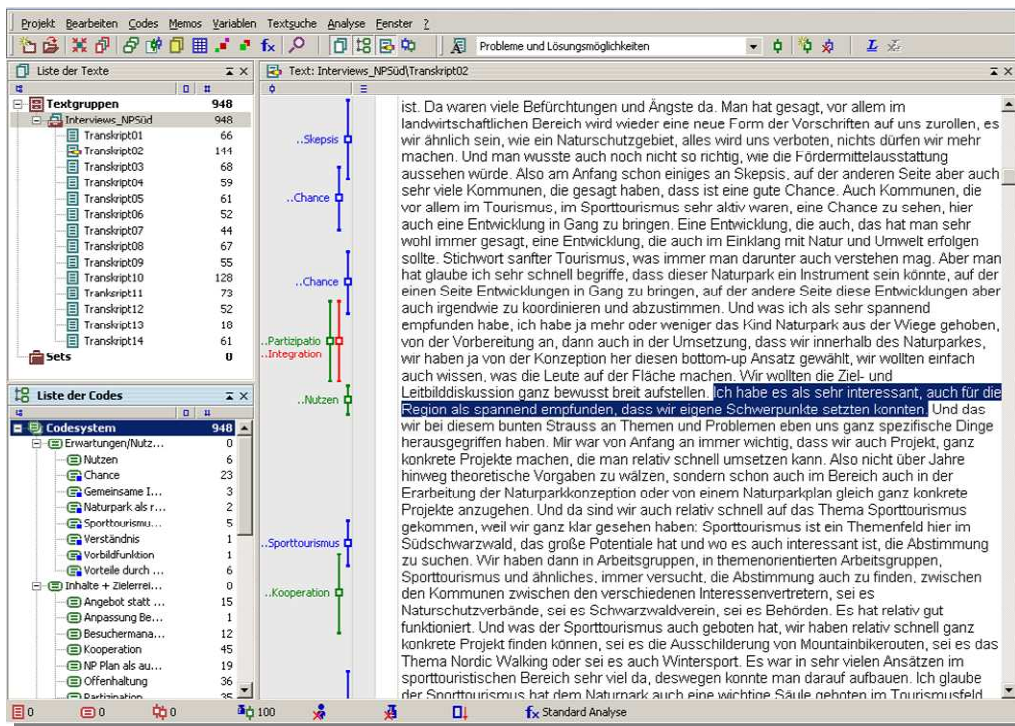 Projekt Bearbeiten Codes Memos Variablen Textsuche Analyse Fenster ?
Probleme und Lösungsmöglichkeiten
Liste der Texte
Textgruppen 948
Interviews_NPSüd 948
Transkript01 66
Transkript02 144
Transkript03 68
Transkript04 59
Transkript05 61
Transkript06 52
Transkript07 44
Transkript08 67
Transkript09 55
Transkript10 128
Tranksript11 73
Transkript12 52
Transkript13 18
Transkript14 61
Sets 0
Liste der Codes
Codesystem 948
Erwartungen/Nutz... 0
Nutzen 6
Chance 23
Gemeinsame I... 3
Naturpark als r... 2
Sporttourismu... 5
Verständnis 1
Vorbildfunktion 1
Vorteile durch ... 6
Inhalte + Zielerrei... 0
Angebot statt ... 15
Anpassung Be... 1
Besuchermana... 12
Kooperation 45
NP Plan als au... 19
Offenhaltung 36
Partizipation 35
Text: Interviews_NPSüd\Transkript02
..Skepsis
..Chance
..Chance
..Partizipatio
..Integration
..Nutzen
..Sporttourismus
..Kooperation
ist. Da waren viele Befürchtungen und Ängste da. Man hat gesagt, vor allem im
landwirtschaftlichen Bereich wird wieder eine neue Form der Vorschriften auf uns zurollen, es
wir ähnlich sein, wie ein Naturschutzgebiet, alles wird uns verboten, nichts dürfen wir mehr
machen. Und man wusste auch noch nicht so richtig, wie die Fördermittelausstattung
aussehen würde. Also am Anfang schon einiges an Skepsis, auf der anderen Seite aber auch
sehr viele Kommunen, die gesagt haben, dass ist eine gute Chance. Auch Kommunen, die
vor allem im Tourismus, im Sporttourismus sehr aktiv waren, eine Chance zu sehen, hier
auch eine Entwicklung in Gang zu bringen. Eine Entwicklung, die auch, das hat man sehr
wohl immer gesagt, eine Entwicklung, die auch im Einklang mit Natur und Umwelt erfolgen
sollte. Stichwort sanfter Tourismus, was immer man darunter auch verstehen mag. Aber man
hat glaube ich sehr schnell begriffe, dass dieser Naturpark ein Instrument sein könnte, auf der
einen Seite Entwicklungen in Gang zu bringen, auf der andere Seite diese Entwicklungen aber
auch irgendwie zu koordinieren und abzustimmen. Und was ich als sehr spannend
empfunden habe, ich habe ja mehr oder weniger das Kind Naturpark aus der Wiege gehoben,
von der Vorbereitung an, dann auch in der Umsetzung, dass wir innerhalb des Naturparkes,
wir haben ja von der Konzeption her diesen bottom-up Ansatz gewählt, wir wollten einfach
auch wissen, was die Leute auf der Fläche machen. Wir wollten die Ziel- und
Leitbilddiskussion ganz bewusst breit aufstellen. Ich habe es als sehr interessant, auch für die
Region als spannend empfunden, dass wir eigene Schwerpunkte setzten konnten. Und das
wir bei diesem bunten Strauss an Themen und Problemen eben uns ganz spezifische Dinge
herausgegriffen haben. Mir war von Anfang an immer wichtig, dass wir auch Projekt, ganz
konkrete Projekte machen, die man relativ schnell umsetzen kann. Also nicht über Jahre
hinweg theoretische Vorgaben zu wälzen, sondern schon auch im Bereich auch in der
Erarbeitung der Naturparkkonzeption oder von einem Naturparkplan gleich ganz konkrete
Projekte anzugehen. Und da sind wir auch relativ schnell auf das Thema Sporttourismus
gekommen, weil wir ganz klar gesehen haben: Sporttourismus ist ein Themenfeld hier im
Südschwarzwald, das große Potentiale hat und wo es auch interessant ist, die Abstimmung
zu suchen. Wir haben dann in Arbeitsgruppen, in themenorientierten Arbeitsgruppen,
Sporttourismus und ähnliches, immer versucht, die Abstimmung auch zu finden, zwischen
den Kommunen zwischen den verschiedenen Interessenvertretern, sei es
Naturschutzverbände, sei es Schwarzwaldverein, sei es Behörden. Es hat relativ gut
funktioniert. Und was der Sporttourismus auch geboten hat, wir haben relativ schnell ganz
konkrete Projekt finden können, sei es die Ausschilderung von Mountainbikerouten, sei es das
Thema Nordic Walking oder sei es auch Wintersport. Es war in sehr vielen Ansätzen im
sporttouristischen Bereich sehr viel da, deswegen konnte man darauf aufbauen. Ich glaube
der Sporttourismus hat dem Naturpark auch eine wichtige Säule geboten im Tourismusfeld
0 0 0 100 fx Standard Analyse